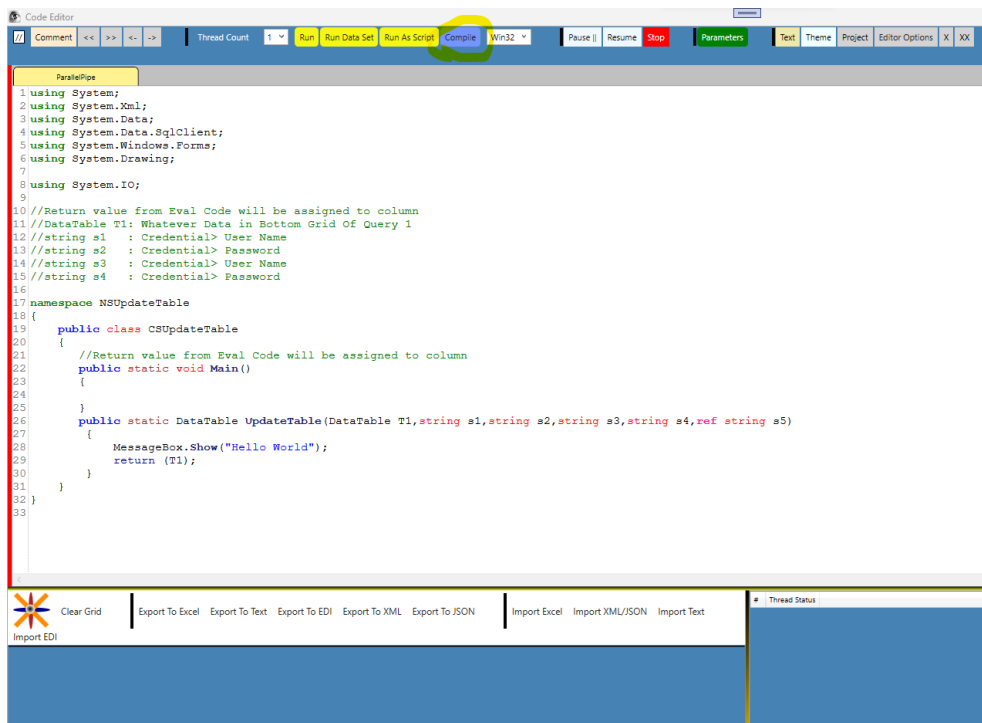 Code Editor
// Comment << >> <- -> Thread Count 1 Run Run Data Set Run As Script Compile Win32 Pause || Resume Stop Parameters Text Theme Project Editor Options X XX
ParallelPipe
1 using System;
2 using System.Xml;
3 using System.Data;
4 using System.Data.SqlClient;
5 using System.Windows.Forms;
6 using System.Drawing;
7
8 using System.IO;
9
10 //Return value from Eval Code will be assigned to column
11 //DataTable T1: Whatever Data in Bottom Grid Of Query 1
12 //string s1   : Credential> User Name
13 //string s2   : Credential> Password
14 //string s3   : Credential> User Name
15 //string s4   : Credential> Password
16
17 namespace NSUpdateTable
18 {
19     public class CSUpdateTable
20     {
21        //Return value from Eval Code will be assigned to column
22        public static void Main()
23        {
24
25        }
26        public static DataTable UpdateTable(DataTable T1,string s1,string s2,string s3,string s4,ref string s5)
27         {
28             MessageBox.Show("Hello World");
29             return (T1);
30         }
31     }
32 }
33
Clear Grid Export To Excel Export To Text Export To EDI Export To XML Export To JSON Import Excel Import XML/JSON Import Text
Import EDI
# Thread Status